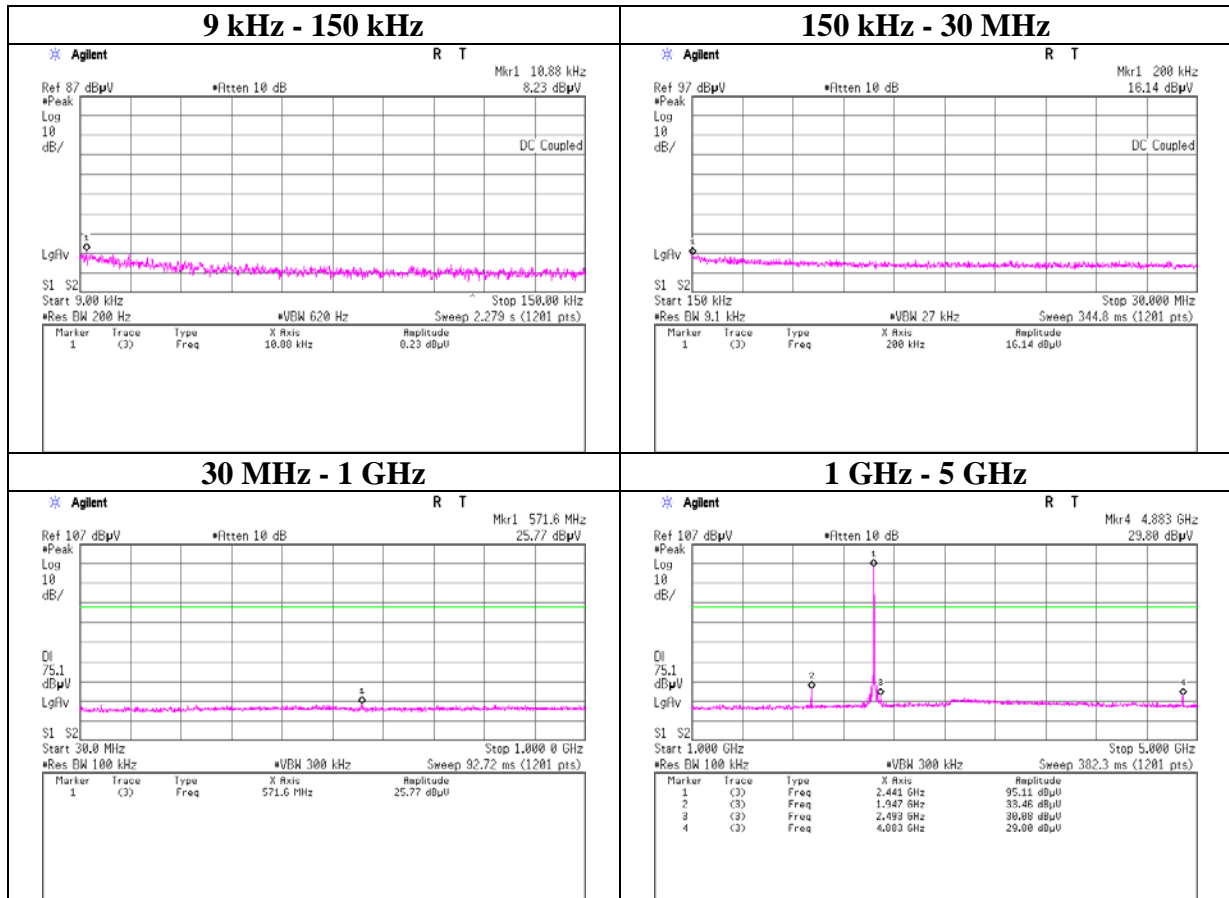 9 kHz - 150 kHz
Agilent R T
Mkr1 10.88 kHz
Ref 87 dBµV #Atten 10 dB 8.23 dBµV
#Peak
Log
10
dB/
DC Coupled
1
LgAv
S1 S2
Start 9.00 kHz Stop 150.00 kHz
#Res BW 200 Hz #VBW 620 Hz Sweep 2.279 s (1201 pts)
Marker Trace Type X Axis Amplitude
1 (3) Freq 10.88 kHz 8.23 dBµV
150 kHz - 30 MHz
Agilent R T
Mkr1 200 kHz
Ref 97 dBµV #Atten 10 dB 16.14 dBµV
#Peak
Log
10
dB/
DC Coupled
1
LgAv
S1 S2
Start 150 kHz Stop 30.000 MHz
#Res BW 9.1 kHz #VBW 27 kHz Sweep 344.8 ms (1201 pts)
Marker Trace Type X Axis Amplitude
1 (3) Freq 200 kHz 16.14 dBµV
30 MHz - 1 GHz
Agilent R T
Mkr1 571.6 MHz
Ref 107 dBµV #Atten 10 dB 25.77 dBµV
#Peak
Log
10
dB/
DI
75.1
dBµV
1
LgAv
S1 S2
Start 30.0 MHz Stop 1.000 0 GHz
#Res BW 100 kHz #VBW 300 kHz Sweep 92.72 ms (1201 pts)
Marker Trace Type X Axis Amplitude
1 (3) Freq 571.6 MHz 25.77 dBµV
1 GHz - 5 GHz
Agilent R T
Mkr4 4.883 GHz
Ref 107 dBµV #Atten 10 dB 29.80 dBµV
#Peak
1
Log
10
dB/
DI
75.1
2 3 4
dBµV
LgAv
S1 S2
Start 1.000 GHz Stop 5.000 GHz
#Res BW 100 kHz #VBW 300 kHz Sweep 382.3 ms (1201 pts)
Marker Trace Type X Axis Amplitude
1 (3) Freq 2.441 GHz 95.11 dBµV
2 (3) Freq 1.947 GHz 33.46 dBµV
3 (3) Freq 2.493 GHz 30.08 dBµV
4 (3) Freq 4.883 GHz 29.80 dBµV